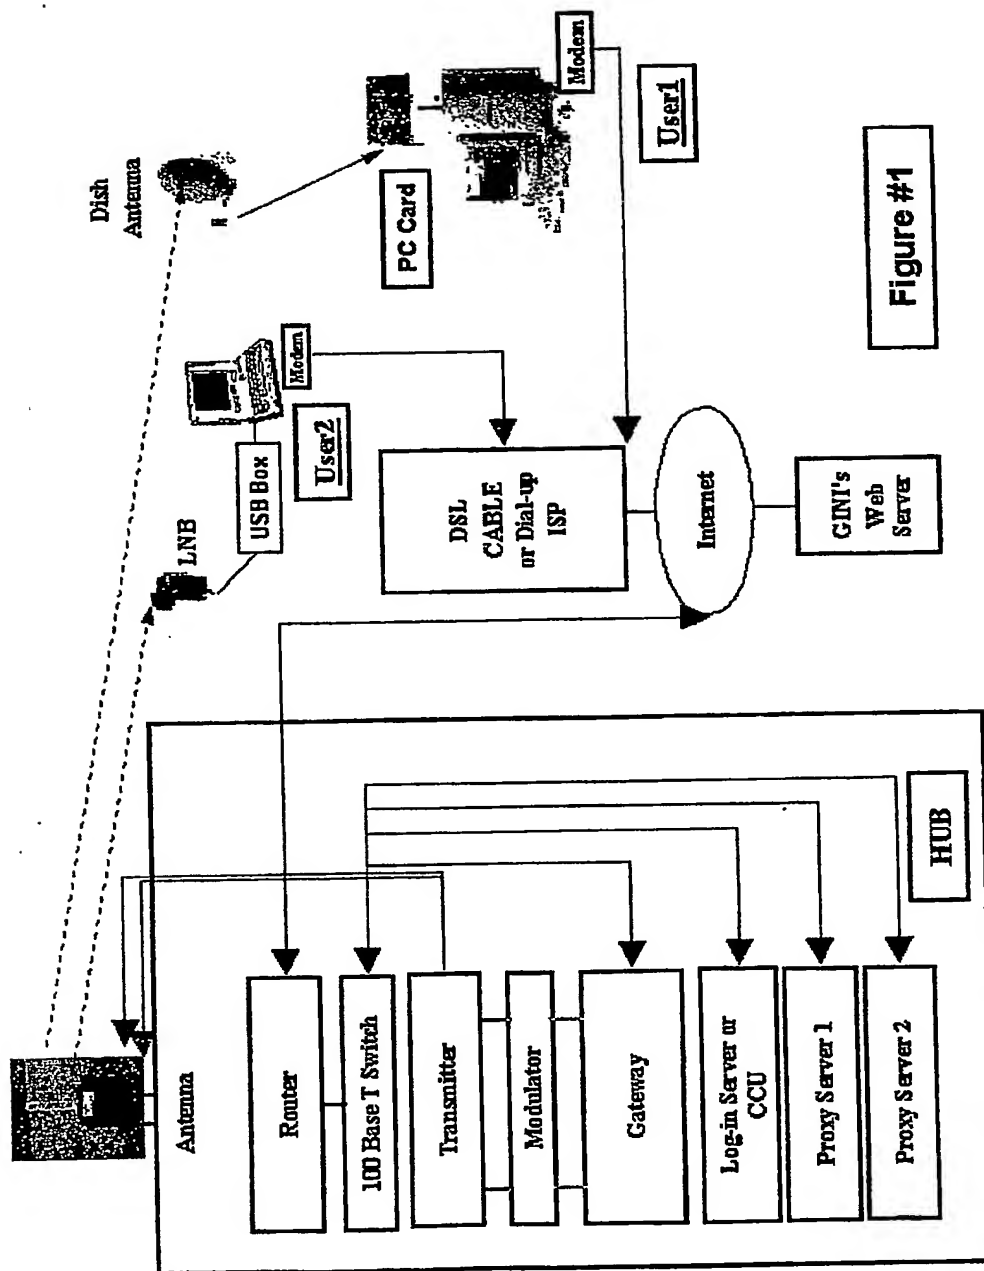 Antenna
Router
100 Base T Switch
Transmitter
Modulator
Gateway
Log-in Server or
CCU
Proxy Server 1
Proxy Server 2
HUB
LNB
USB Box
User2
Modem
Dish
Antenna
PC Card
Modem
User1
DSL
CABLE
or Dial-up
ISP
Internet
GINI's
Web
Server
Figure #1